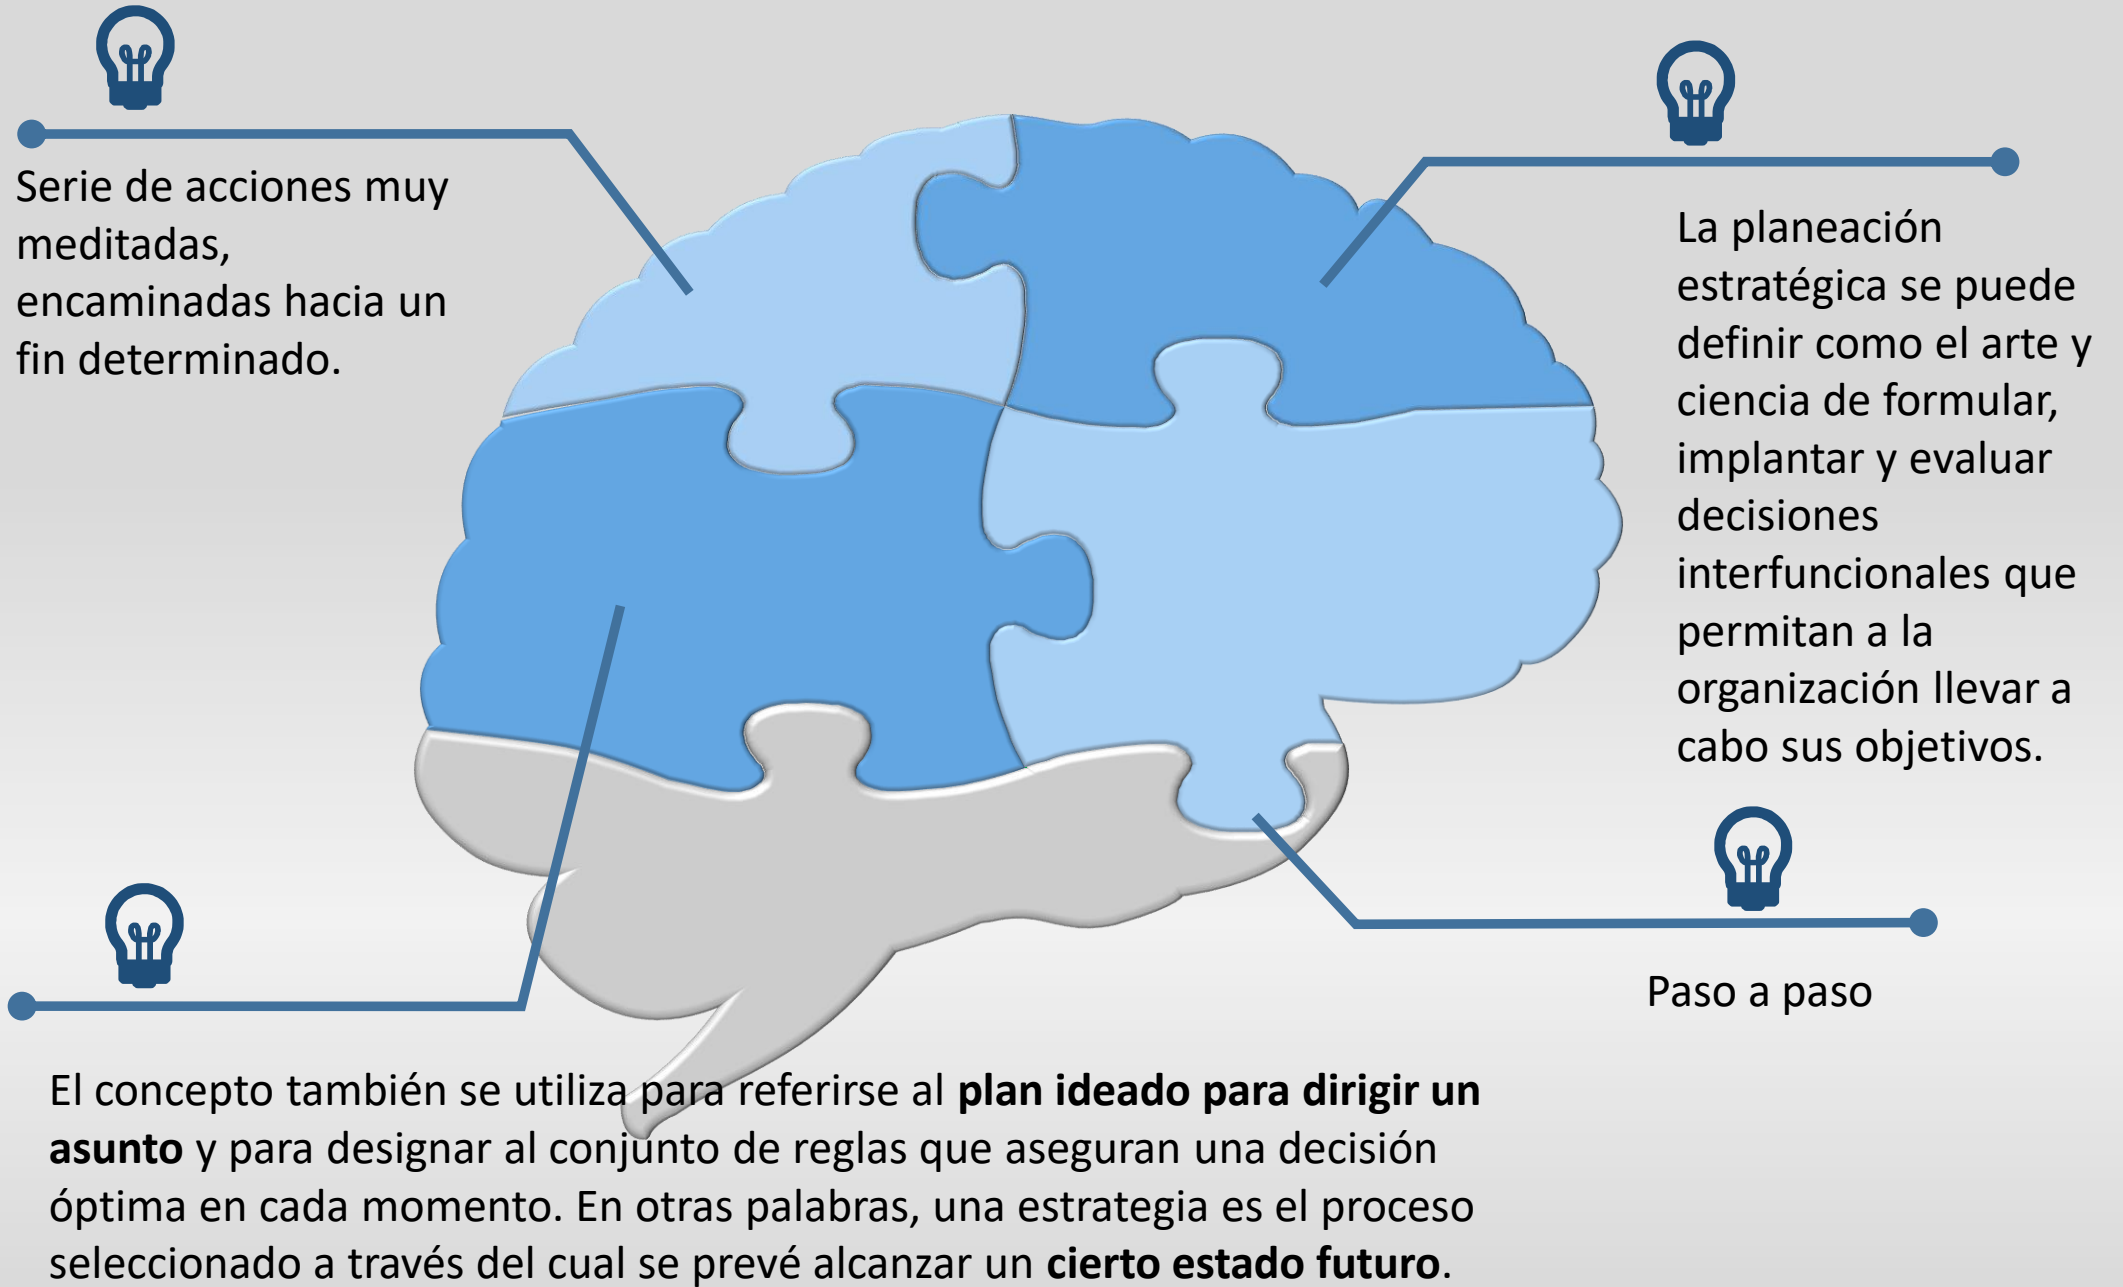 Serie de acciones muy
meditadas,
encaminadas hacia un
fin determinado.
La planeación
estratégica se puede
definir como el arte y
ciencia de formular,
implantar y evaluar
decisiones
interfuncionales que
permitan a la
organización llevar a
cabo sus objetivos.
Paso a paso
El concepto también se utiliza para referirse al plan ideado para dirigir un
asunto y para designar al conjunto de reglas que aseguran una decisión
óptima en cada momento. En otras palabras, una estrategia es el proceso
seleccionado a través del cual se prevé alcanzar un cierto estado futuro.